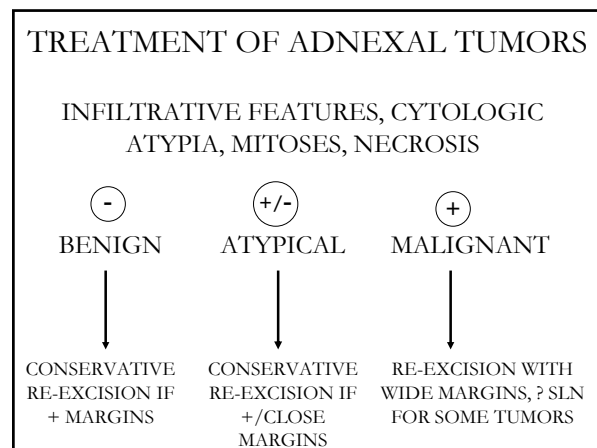 TREATMENT OF ADNEXAL TUMORS
INFILTRATIVE FEATURES, CYTOLOGIC
ATYPIA, MITOSES, NECROSIS
- +/- +
BENIGN ATYPICAL MALIGNANT
CONSERVATIVE
RE-EXCISION IF
+ MARGINS
CONSERVATIVE
RE-EXCISION IF
+/CLOSE
MARGINS
RE-EXCISION WITH
WIDE MARGINS, ? SLN
FOR SOME TUMORS